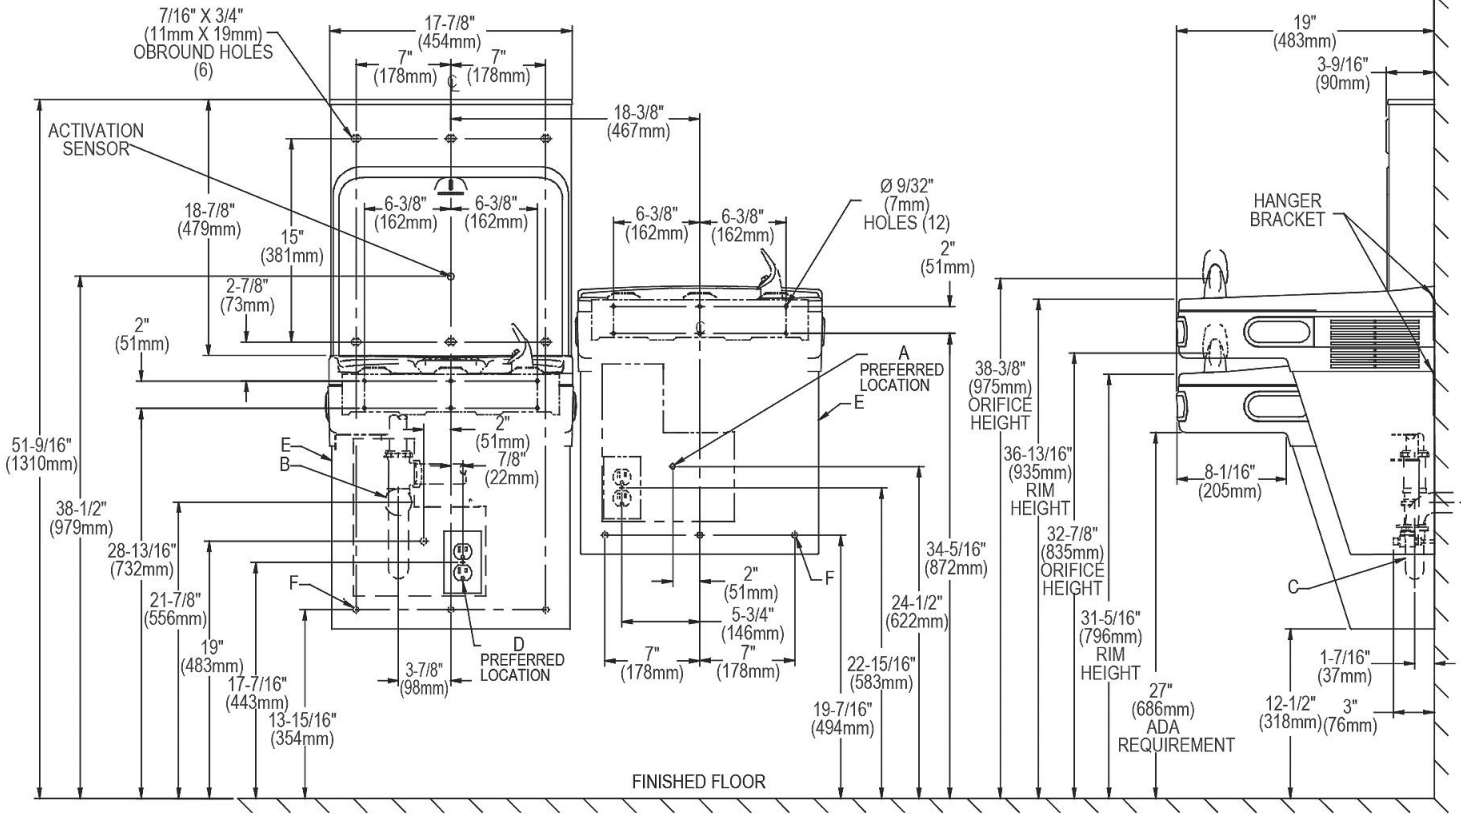 7/16" X 3/4"
(11mm X 19mm)
OBROUND HOLES
(6)
17-7/8"
(454mm)
7"
(178mm)
7"
(178mm)
CL
19"
(483mm)
3-9/16"
(90mm)
ACTIVATION
SENSOR
18-3/8"
(467mm)
18-7/8"
(479mm)
15"
(381mm)
6-3/8"
(162mm)
6-3/8"
(162mm)
6-3/8"
(162mm)
6-3/8"
(162mm)
Ø 9/32"
(7mm)
HOLES (12)
2"
(51mm)
HANGER
BRACKET
2-7/8"
(73mm)
2"
(51mm)
C
A
PREFERRED
LOCATION
E
38-3/8"
(975mm)
ORIFICE
HEIGHT
51-9/16"
(1310mm)
E
B
2"
(51mm)
7/8"
(22mm)
36-13/16"
(935mm)
RIM
HEIGHT
8-1/16"
(205mm)
38-1/2"
(979mm)
28-13/16"
(732mm)
34-5/16"
(872mm)
32-7/8"
(835mm)
ORIFICE
HEIGHT
21-7/8"
(556mm)
F
F
2"
(51mm)
24-1/2"
(622mm)
C
31-5/16"
(796mm)
RIM
HEIGHT
19"
(483mm)
D
PREFERRED
LOCATION
5-3/4"
(146mm)
7"
(178mm)
7"
(178mm)
22-15/16"
(583mm)
1-7/16"
(37mm)
17-7/16"
(443mm)
3-7/8"
(98mm)
19-7/16"
(494mm)
27"
(686mm)
ADA
REQUIREMENT
12-1/2"
(318mm)
3"
(76mm)
13-15/16"
(354mm)
FINISHED FLOOR